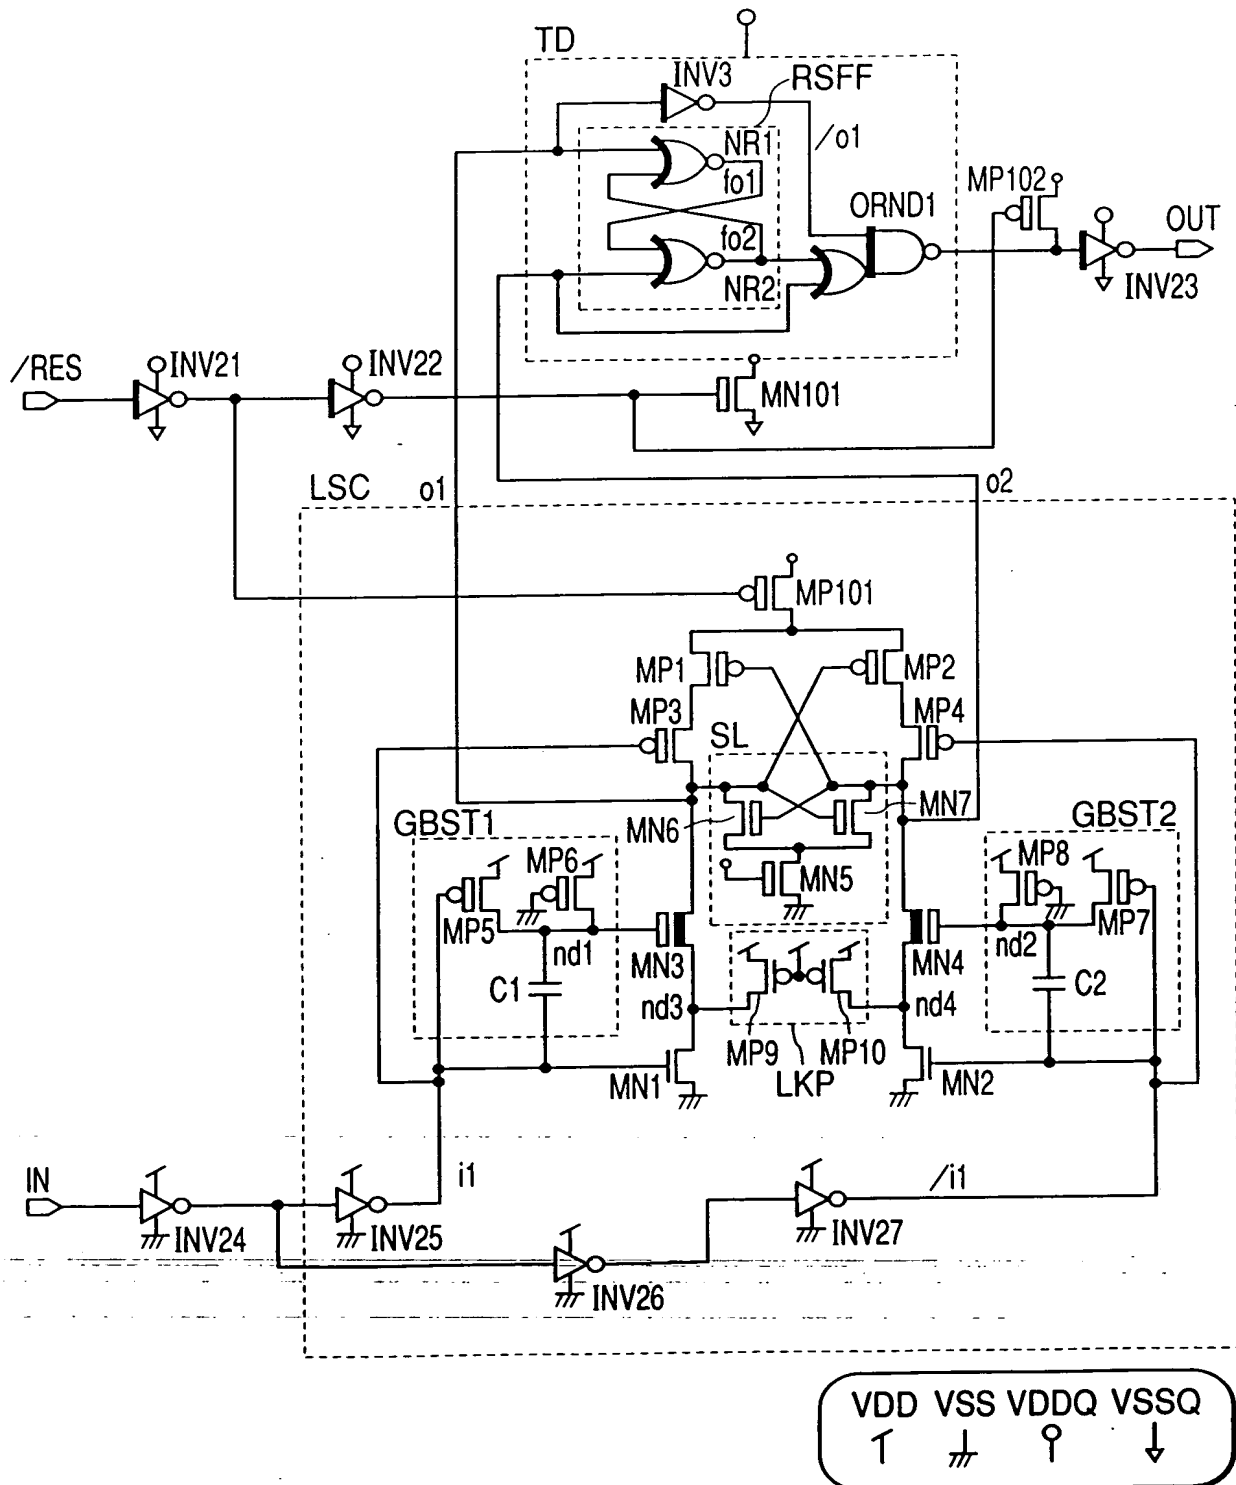 TD
INV3
RSFF
NR1
/o1
fo1
MP102
ORND1
OUT
fo2
NR2
INV23
/RES
INV21
INV22
MN101
LSC
o1
o2
MP101
MP1
MP2
MP3
MP4
SL
GBST1
MN6
MN7
GBST2
MP6
MP8
MN5
MP5
MP7
nd1
MN3
MN4
nd2
C1
C2
nd3
nd4
MP9
MP10
MN1
LKP
MN2
IN
i1
/i1
INV24
INV25
INV27
INV26
VDD VSS VDDQ VSSQ